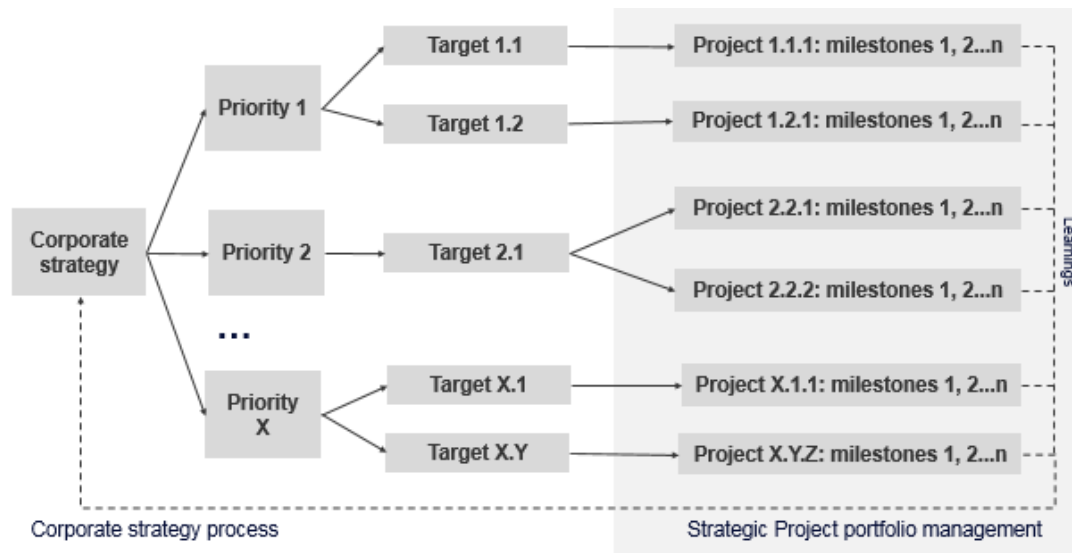 Target 1.1
Project 1.1.1: milestones 1, 2...n
Priority 1
Target 1.2
Project 1.2.1: milestones 1, 2...n
Corporate
strategy
Priority 2
Target 2.1
Project 2.2.1: milestones 1, 2...n
Project 2.2.2: milestones 1, 2...n
Learnings
...
Priority
X
Target X.1
Project X.1.1: milestones 1, 2...n
Target X.Y
Project X.Y.Z: milestones 1, 2...n
Corporate strategy process
Strategic Project portfolio management